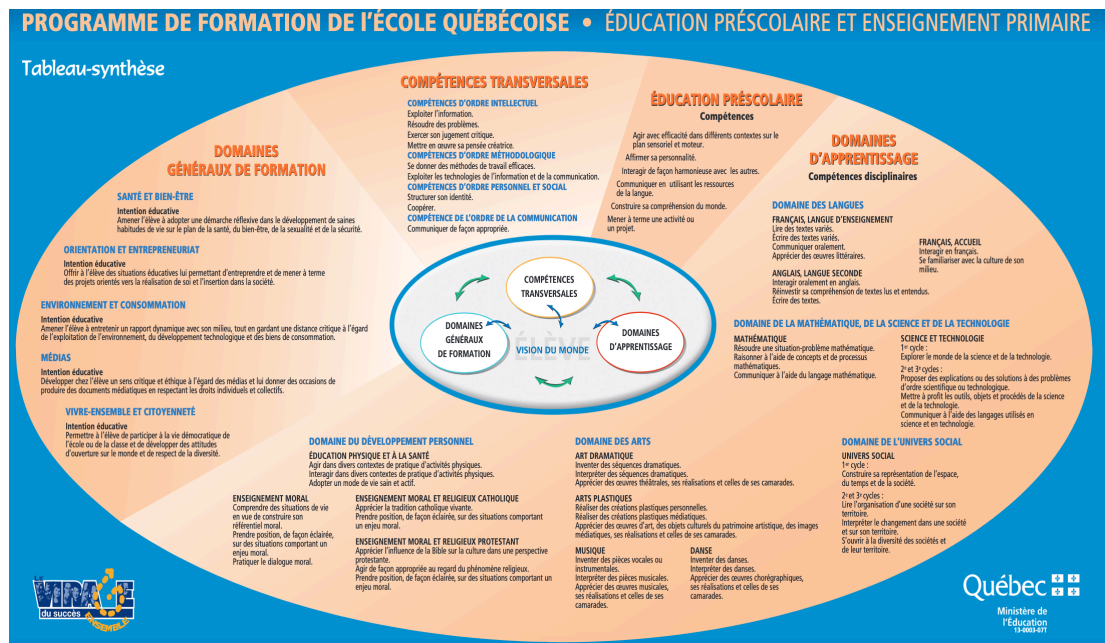 PROGRAMME DE FORMATION DE l'ÉCOLE QUÉBÉCOISE • ÉDUCATION PRÉSCOLAIRE ET ENSEIGNEMENT PRIMAIRE
Tableau-synthèse
DOMAINES
GÉNÉRAUX DE FORMATION
SANTÉ ET BIEN-ÊTRE
Intention éducative
Amener l'élève à adopter une démarche réflexive dans le développement de saines
habitudes de vie sur le plan de la santé, du bien-être, de la sexualité et de la sécurité.
ORIENTATION ET ENTREPRENEURIAT
Intention éducative
Offrir à l'élève des situations éducatives lui permettant d'entreprendre et de mener à terme
des projets orientés vers la réalisation de soi et l'insertion dans la société.
ENVIRONNEMENT ET CONSOMMATION
Intention éducative
Amener l'élève à entretenir un rapport dynamique avec son milieu, tout en gardant une distance critique à l'égard
de l'exploitation de l'environnement, du développement technologique et des biens de consommation.
MÉDIAS
Intention éducative
Développer chez l'élève un sens critique et éthique à l'égard des médias et lui donner des occasions de
produire des documents médiatiques en respectant les droits individuels et collectifs.
VIVRE-ENSEMBLE ET CITOYENNETÉ
Intention éducative
Permettre à l'élève de participer à la vie démocratique de
l'école ou de la classe et de développer des attitudes
d'ouverture sur le monde et de respect de la diversité.
COMPÉTENCES TRANSVERSALES
COMPÉTENCES D'ORDRE INTELLECTUEL
Exploiter l'information.
Résoudre des problèmes.
Exercer son jugement critique.
Mettre en œuvre sa pensée créatrice.
COMPÉTENCES D'ORDRE MÉTHODOLOGIQUE
Se donner des méthodes de travail efficaces.
Exploiter les technologies de l'information et de la communication.
COMPÉTENCES D'ORDRE PERSONNEL ET SOCIAL
Structurer son identité.
Coopérer.
COMPÉTENCE DE L'ORDRE DE LA COMMUNICATION
Communiquer de façon appropriée.
ÉDUCATION PRÉSCOLAIRE
Compétences
Agir avec efficacité dans différents contextes sur le
plan sensoriel et moteur.
Affirmer sa personnalité.
Interagir de façon harmonieuse avec les autres.
Communiquer en utilisant les ressources
de la langue.
Construire sa compréhension du monde.
Mener à terme une activité ou
un projet.
DOMAINES
D'APPRENTISSAGE
Compétences disciplinaires
DOMAINE DES LANGUES
FRANÇAIS, LANGUE D'ENSEIGNEMENT
Lire des textes variés.
Écrire des textes variés.
Communiquer oralement.
Apprécier des œuvres littéraires.
ANGLAIS, LANGUE SECONDE
Interagir oralement en anglais.
Réinvestir sa compréhension de textes lus et entendus.
Écrire des textes.
FRANÇAIS, ACCUEIL
Interagir en français.
Se familiariser avec la culture de son
milieu.
COMPÉTENCES
TRANSVERSALES
DOMAINES
GÉNÉRAUX
DE FORMATION
DOMAINES
D'APPRENTISSAGE
ÉLÈVE
VISION DU MONDE
DOMAINE DE LA MATHÉMATIQUE, DE LA SCIENCE ET DE LA TECHNOLOGIE
MATHÉMATIQUE
Résoudre une situation-problème mathématique.
Raisonner à l'aide de concepts et de processus
mathématiques.
Communiquer à l'aide du langage mathématique.
SCIENCE ET TECHNOLOGIE
1er cycle :
Explorer le monde de la science et de la technologie.
2e et 3e cycles :
Proposer des explications ou des solutions à des problèmes
d'ordre scientifique ou technologique.
Mettre à profit les outils, objets et procédés de la science
et de la technologie.
Communiquer à l'aide des langages utilisés en
science et en technologie.
DOMAINE DU DÉVELOPPEMENT PERSONNEL
ÉDUCATION PHYSIQUE ET À LA SANTÉ
Agir dans divers contextes de pratique d'activités physiques.
Interagir dans divers contextes de pratique d'activités physiques.
Adopter un mode de vie sain et actif.
ENSEIGNEMENT MORAL
Comprendre des situations de vie
en vue de construire son
référentiel moral.
Prendre position, de façon éclairée,
sur des situations comportant un
enjeu moral.
Pratiquer le dialogue moral.
ENSEIGNEMENT MORAL ET RELIGIEUX CATHOLIQUE
Apprécier la tradition catholique vivante.
Prendre position, de façon éclairée, sur des situations comportant
un enjeu moral.
ENSEIGNEMENT MORAL ET RELIGIEUX PROTESTANT
Apprécier l'influence de la Bible sur la culture dans une perspective
protestante.
Agir de façon appropriée au regard du phénomène religieux.
Prendre position, de façon éclairée, sur des situations comportant un
enjeu moral.
DOMAINE DES ARTS
ART DRAMATIQUE
Inventer des séquences dramatiques.
Interpréter des séquences dramatiques.
Apprécier des œuvres théâtrales, ses réalisations et celles de ses camarades.
ARTS PLASTIQUES
Réaliser des créations plastiques personnelles.
Réaliser des créations plastiques médiatiques.
Apprécier des œuvres d'art, des objets culturels du patrimoine artistique, des images
médiatiques, ses réalisations et celles de ses camarades.
MUSIQUE
Inventer des pièces vocales ou
instrumentales.
Interpréter des pièces musicales.
Apprécier des œuvres musicales,
ses réalisations et celles de ses
camarades.
DANSE
Inventer des danses.
Interpréter des danses.
Apprécier des œuvres chorégraphiques,
ses réalisations et celles de ses
camarades.
DOMAINE DE L'UNIVERS SOCIAL
UNIVERS SOCIAL
1er cycle :
Construire sa représentation de l'espace,
du temps et de la société.
2e et 3e cycles :
Lire l'organisation d'une société sur son
territoire.
Interpréter le changement dans une société
et sur son territoire.
S'ouvrir à la diversité des sociétés et
de leur territoire.
Le
VIRAGE
du succès
ENSEMBLE
Québec
Ministère de
l'Éducation
13-0003-07T